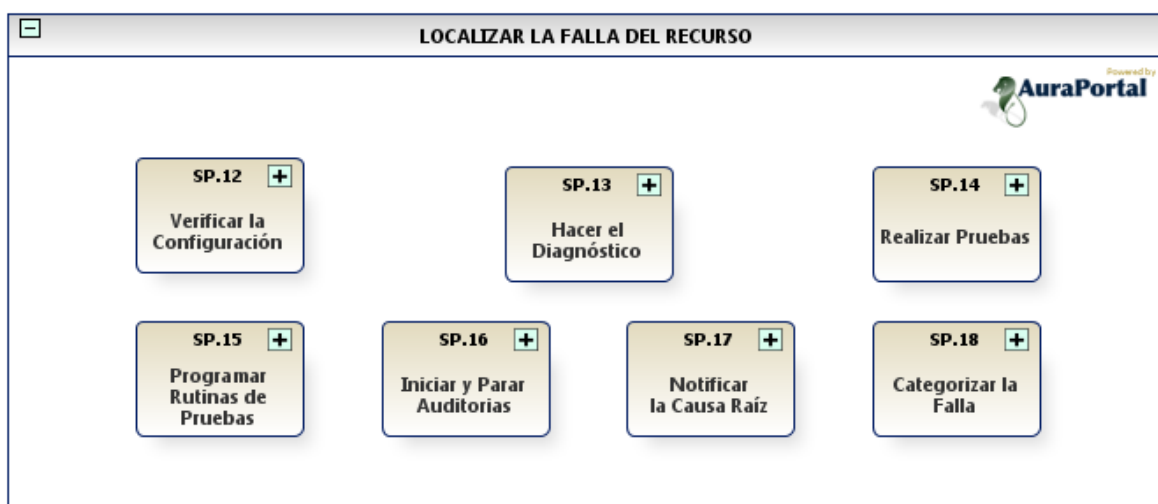 LOCALIZAR LA FALLA DEL RECURSO
Powered by
AuraPortal
SP.12
Verificar la
Configuración
SP.13
Hacer el
Diagnóstico
SP.14
Realizar Pruebas
SP.15
Programar
Rutinas de
Pruebas
SP.16
Iniciar y Parar
Auditorias
SP.17
Notificar
la Causa Raíz
SP.18
Categorizar la
Falla